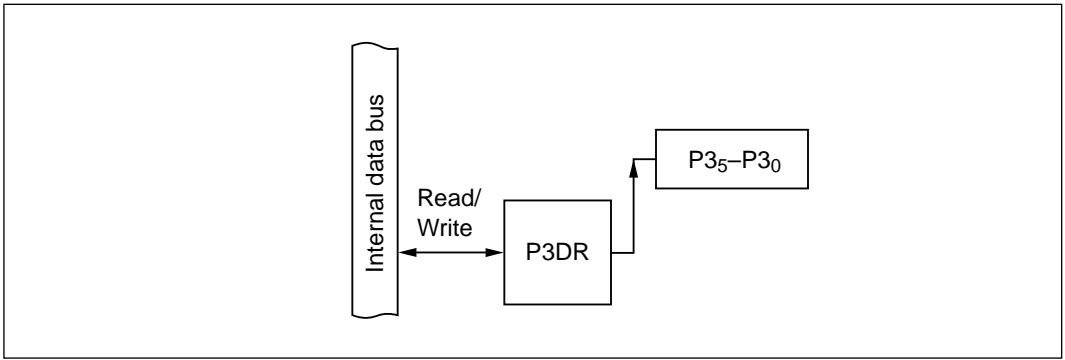 Internal data bus
Read/
Write
P3DR
P3₅–P3₀